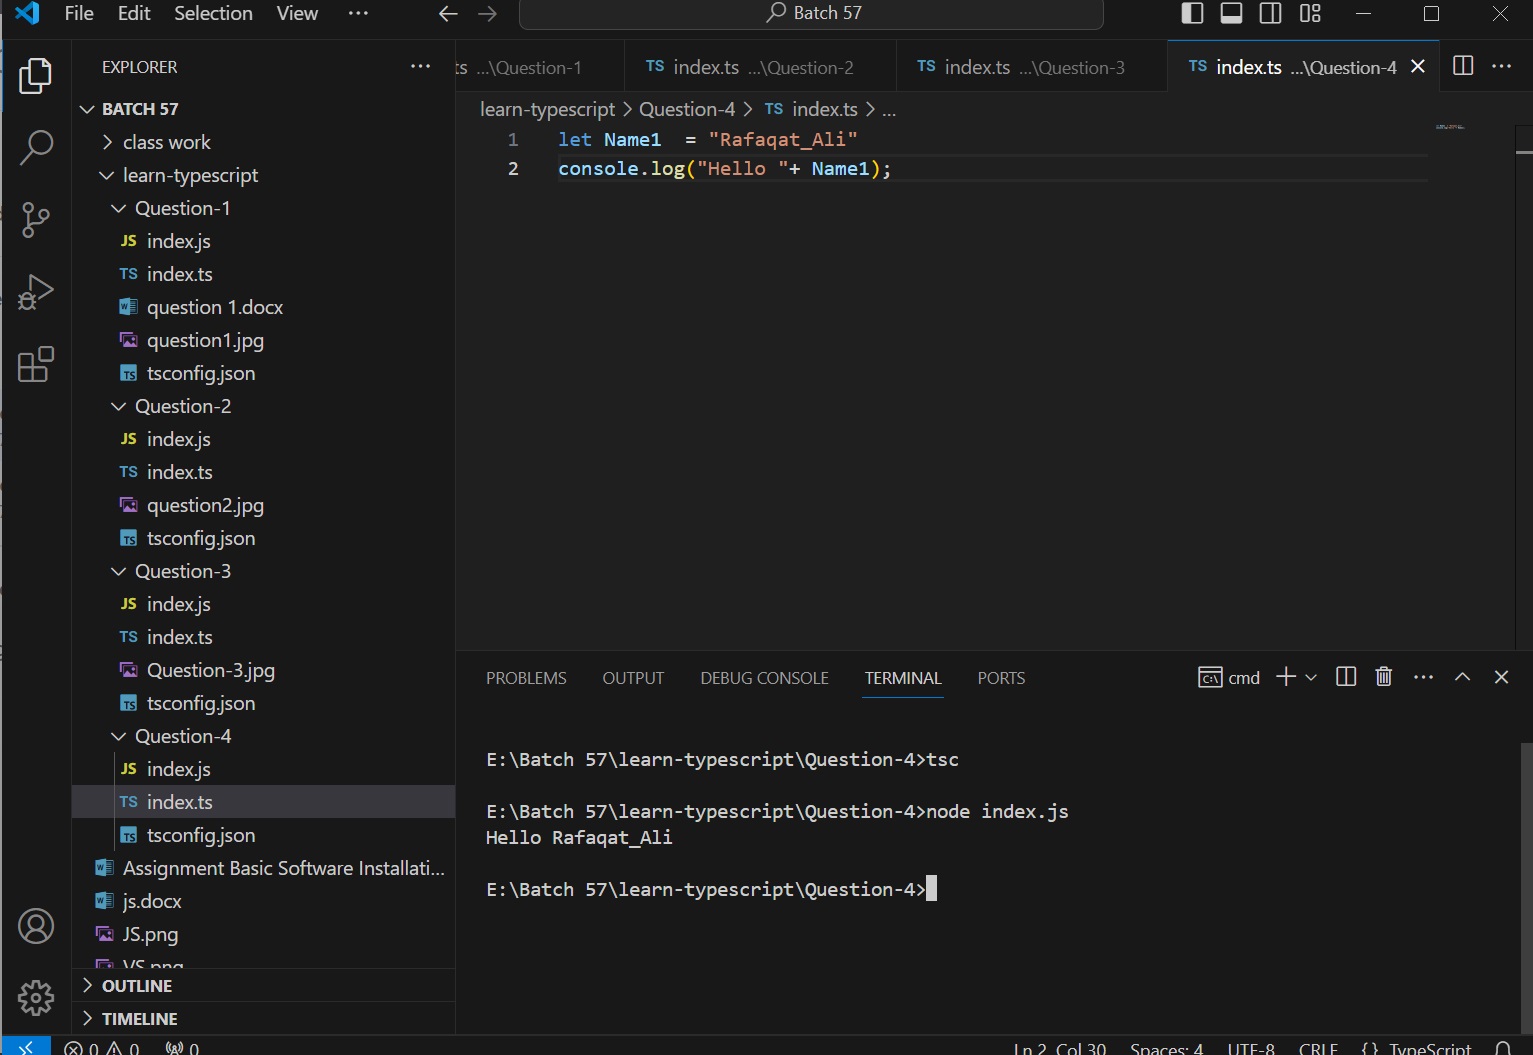 File Edit Selection View ··· Batch 57
EXPLORER ···
BATCH 57
class work
learn-typescript
Question-1
JS index.js
TS index.ts
question 1.docx
question1.jpg
TS tsconfig.json
Question-2
JS index.js
TS index.ts
question2.jpg
TS tsconfig.json
Question-3
JS index.js
TS index.ts
Question-3.jpg
TS tsconfig.json
Question-4
JS index.js
TS index.ts
TS tsconfig.json
Assignment Basic Software Installati...
js.docx
JS.png
VS.png
OUTLINE
TIMELINE
ts ...\Question-1 TS index.ts ...\Question-2 TS index.ts ...\Question-3 TS index.ts ...\Question-4
learn-typescript > Question-4 > TS index.ts > ...
1 let Name1 = "Rafaqat_Ali"
2 console.log("Hello "+ Name1);
PROBLEMS OUTPUT DEBUG CONSOLE TERMINAL PORTS cmd
E:\Batch 57\learn-typescript\Question-4>tsc
E:\Batch 57\learn-typescript\Question-4>node index.js
Hello Rafaqat_Ali
E:\Batch 57\learn-typescript\Question-4>
0 0 0 Ln 2, Col 30 Spaces: 4 UTF-8 CRLF {} TypeScript